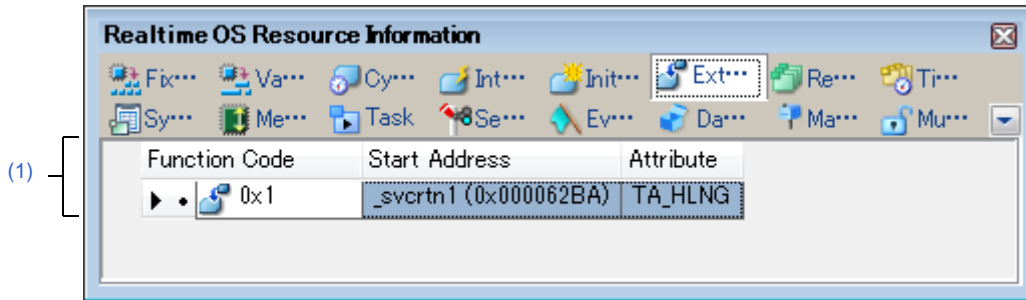 Realtime OS Resource Information
Fix··· Va··· Cy··· Int··· Init··· Ext··· Re··· Ti···
Sy··· Me··· Task Se··· Ev··· Da··· Ma··· Mu···
(1)
Function Code Start Address Attribute
0x1 _svcrtn1 (0x000062BA) TA_HLNG